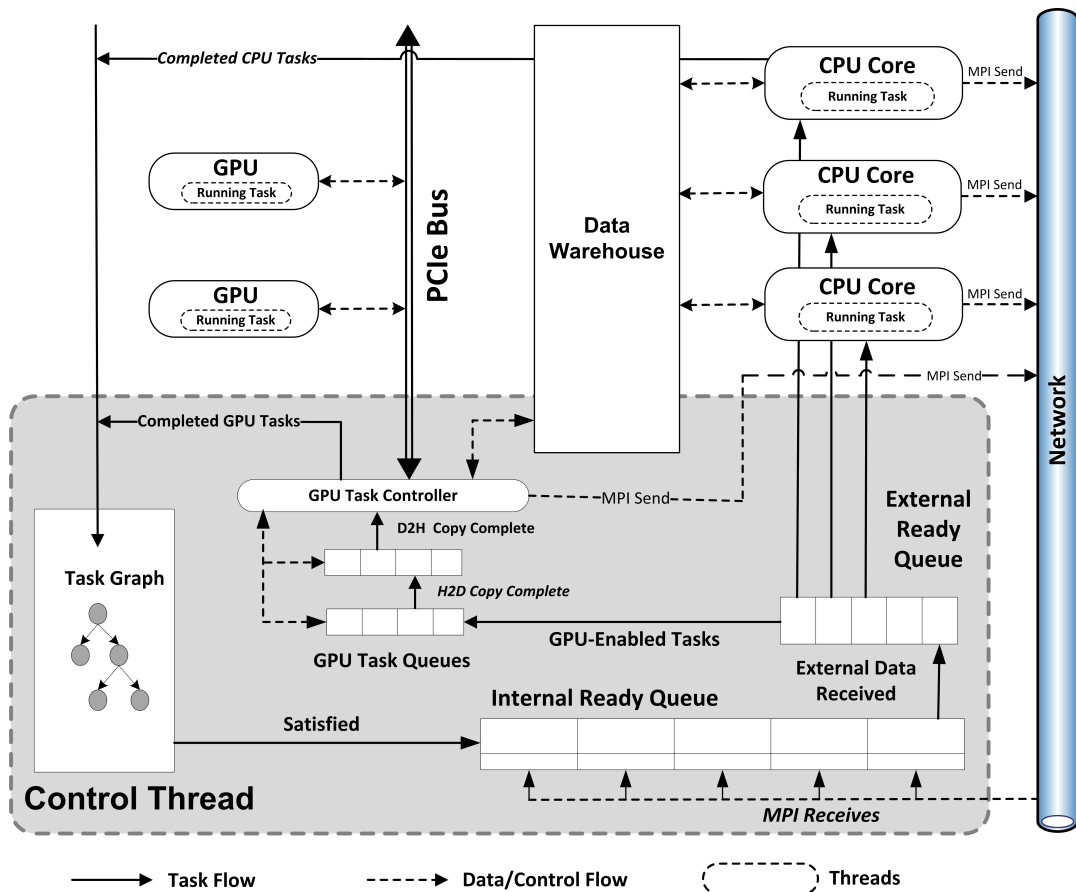 Completed CPU Tasks
CPU Core
Running Task
MPI Send
GPU
Running Task
PCIe Bus
Data
Warehouse
CPU Core
Running Task
MPI Send
GPU
Running Task
CPU Core
Running Task
MPI Send
MPI Send
Network
Completed GPU Tasks
GPU Task Controller
MPI Send
External
Ready
Queue
D2H Copy Complete
Task Graph
H2D Copy Complete
GPU-Enabled Tasks
GPU Task Queues
External Data
Received
Internal Ready Queue
Satisfied
Control Thread
MPI Receives
Task Flow
Data/Control Flow
Threads